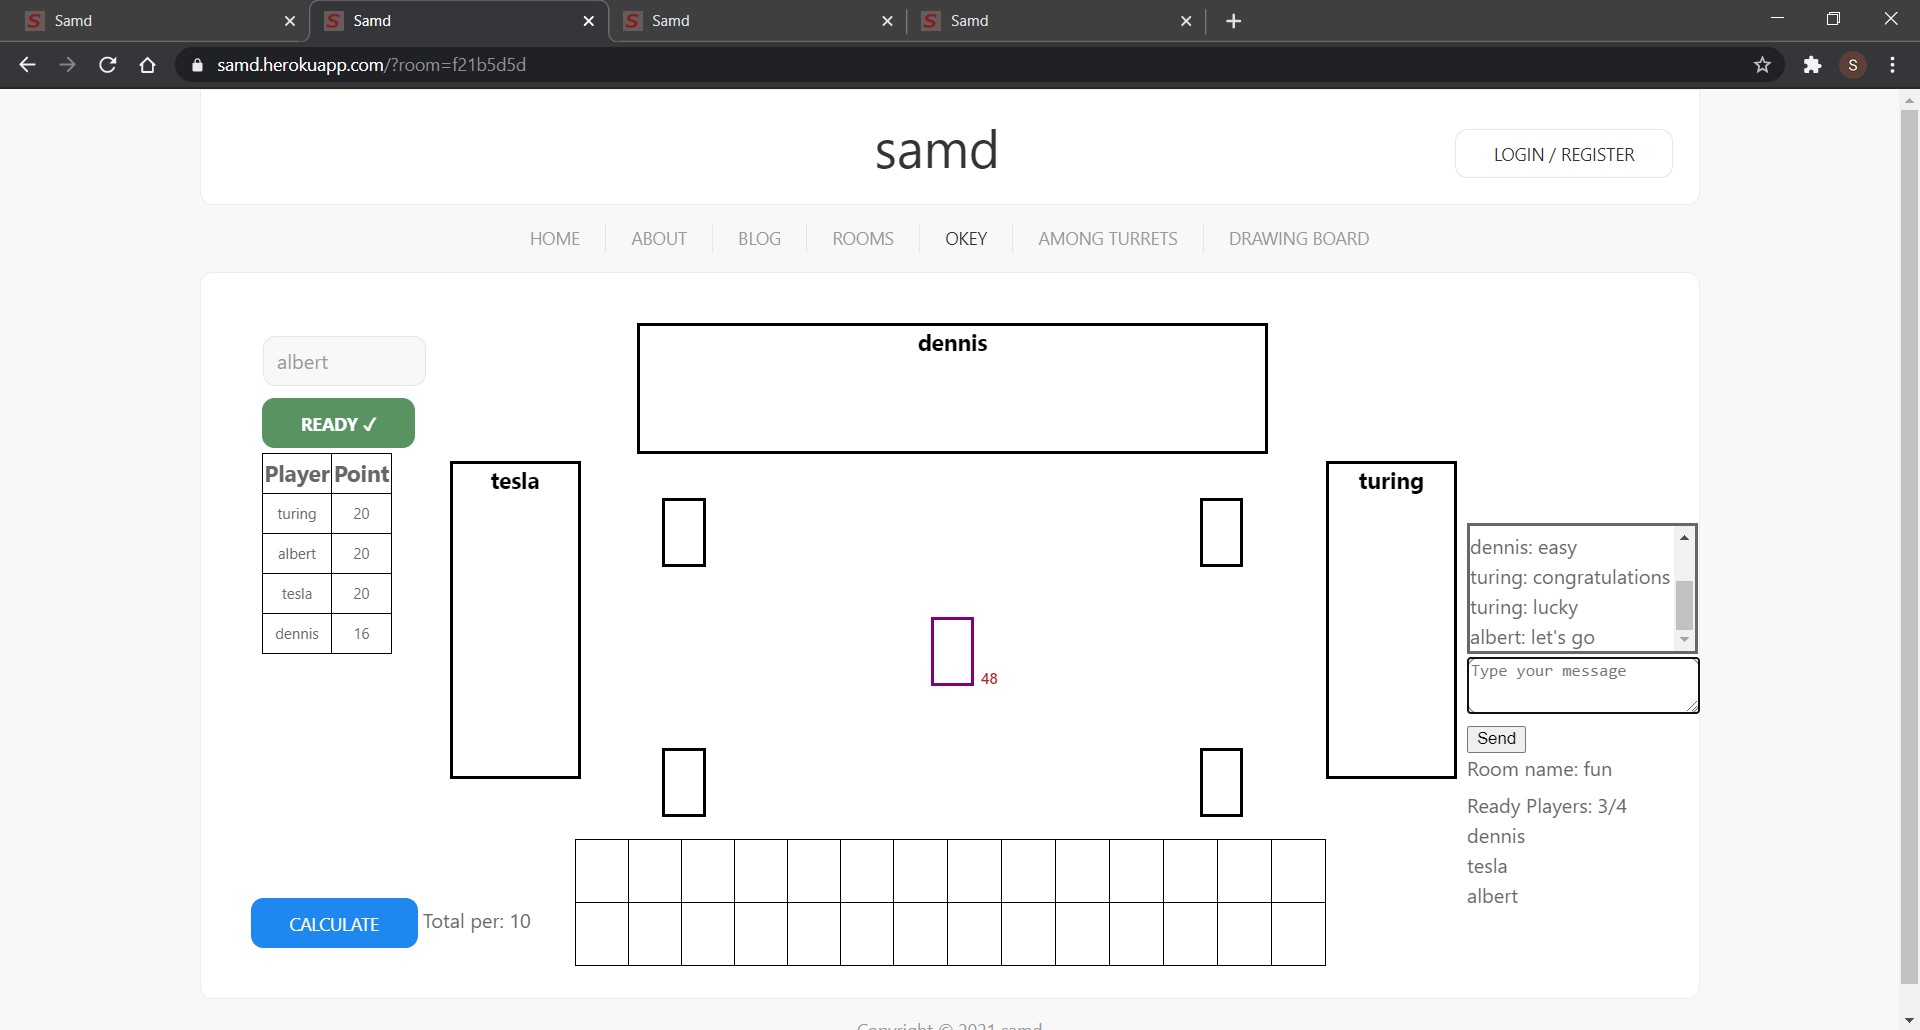 Samd
Samd
Samd
Samd
samd.herokuapp.com/?room=f21b5d5d
S
samd
LOGIN / REGISTER
HOME
ABOUT
BLOG
ROOMS
OKEY
AMONG TURRETS
DRAWING BOARD
albert
READY ✓
Player Point
turing 20
albert 20
tesla 20
dennis 16
dennis
tesla
turing
48
dennis: easy
turing: congratulations
turing: lucky
albert: let's go
Type your message
Send
Room name: fun
Ready Players: 3/4
dennis
tesla
albert
CALCULATE
Total per: 10
Copyright © 2021 samd